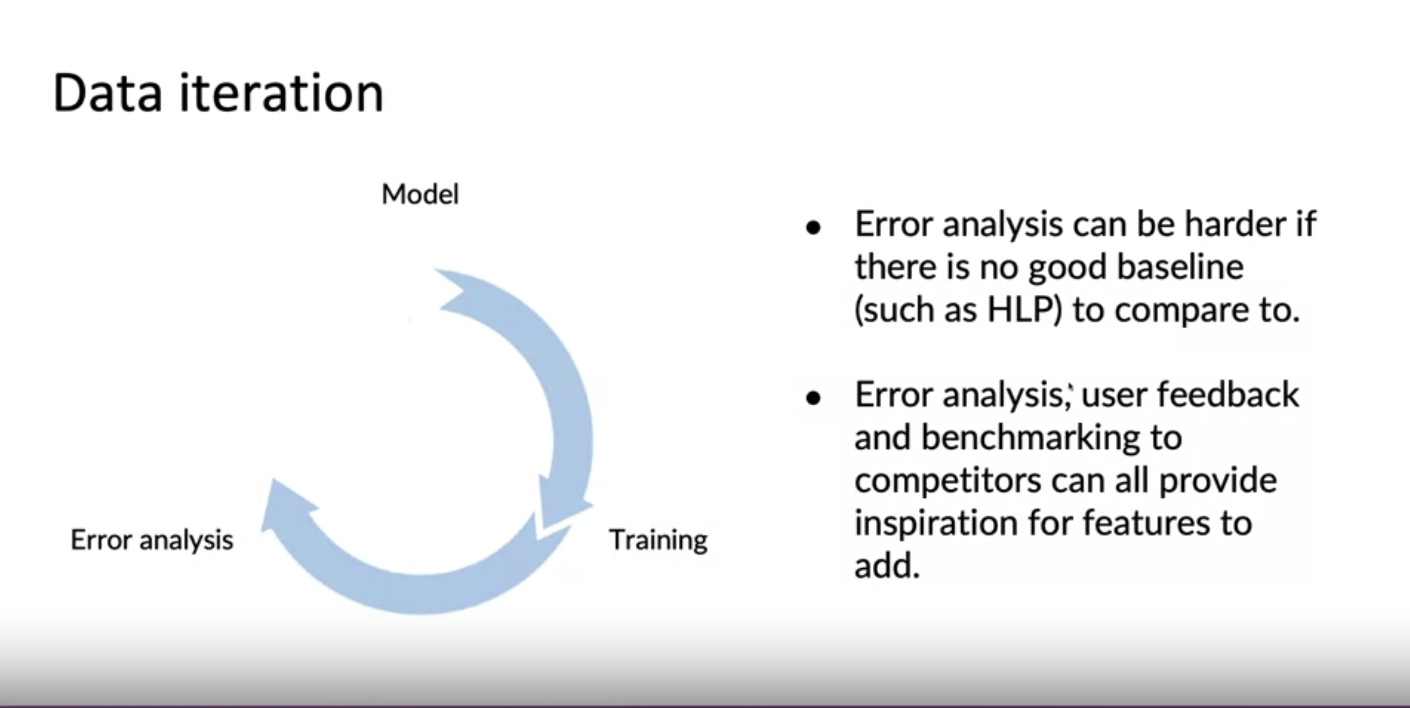 Data iteration
Model
Training
Error analysis
● Error analysis can be harder if
there is no good baseline
(such as HLP) to compare to.
● Error analysis, user feedback
and benchmarking to
competitors can all provide
inspiration for features to
add.